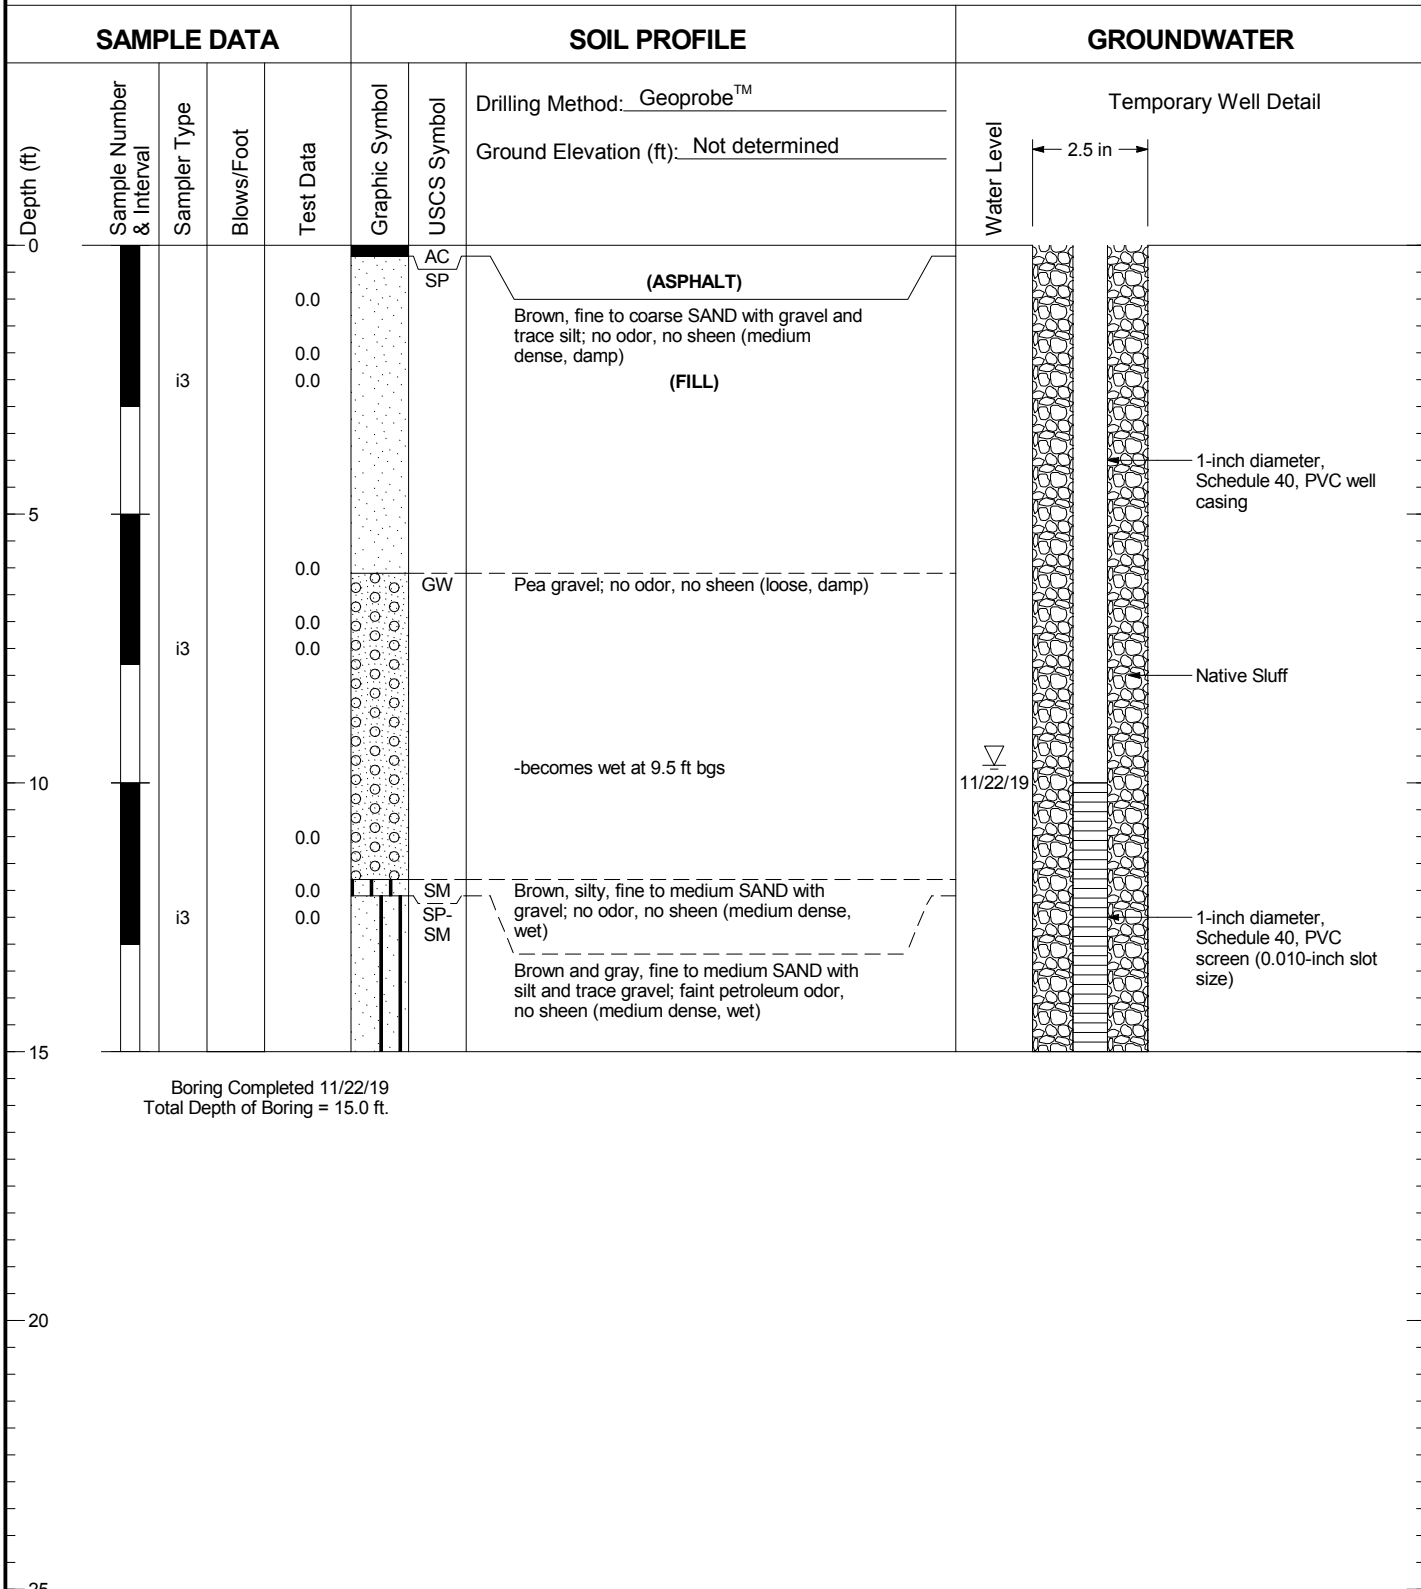 SAMPLE DATA
SOIL PROFILE
GROUNDWATER
Depth (ft)
Sample Number
& Interval
Sampler Type
Blows/Foot
Test Data
Graphic Symbol
USCS Symbol
Drilling Method: Geoprobe™
Ground Elevation (ft): Not determined
Water Level
Temporary Well Detail
2.5 in
0
AC
SP
(ASPHALT)
0.0
Brown, fine to coarse SAND with gravel and
trace silt; no odor, no sheen (medium
dense, damp)
0.0
i3
0.0
(FILL)
1-inch diameter,
Schedule 40, PVC well
casing
5
0.0
GW
Pea gravel; no odor, no sheen (loose, damp)
0.0
i3
0.0
Native Sluff
-becomes wet at 9.5 ft bgs
10
11/22/19
0.0
0.0
SM
Brown, silty, fine to medium SAND with
gravel; no odor, no sheen (medium dense,
wet)
i3
0.0
SP-
SM
1-inch diameter,
Schedule 40, PVC
screen (0.010-inch slot
size)
Brown and gray, fine to medium SAND with
silt and trace gravel; faint petroleum odor,
no sheen (medium dense, wet)
15
Boring Completed 11/22/19
Total Depth of Boring = 15.0 ft.
20
25